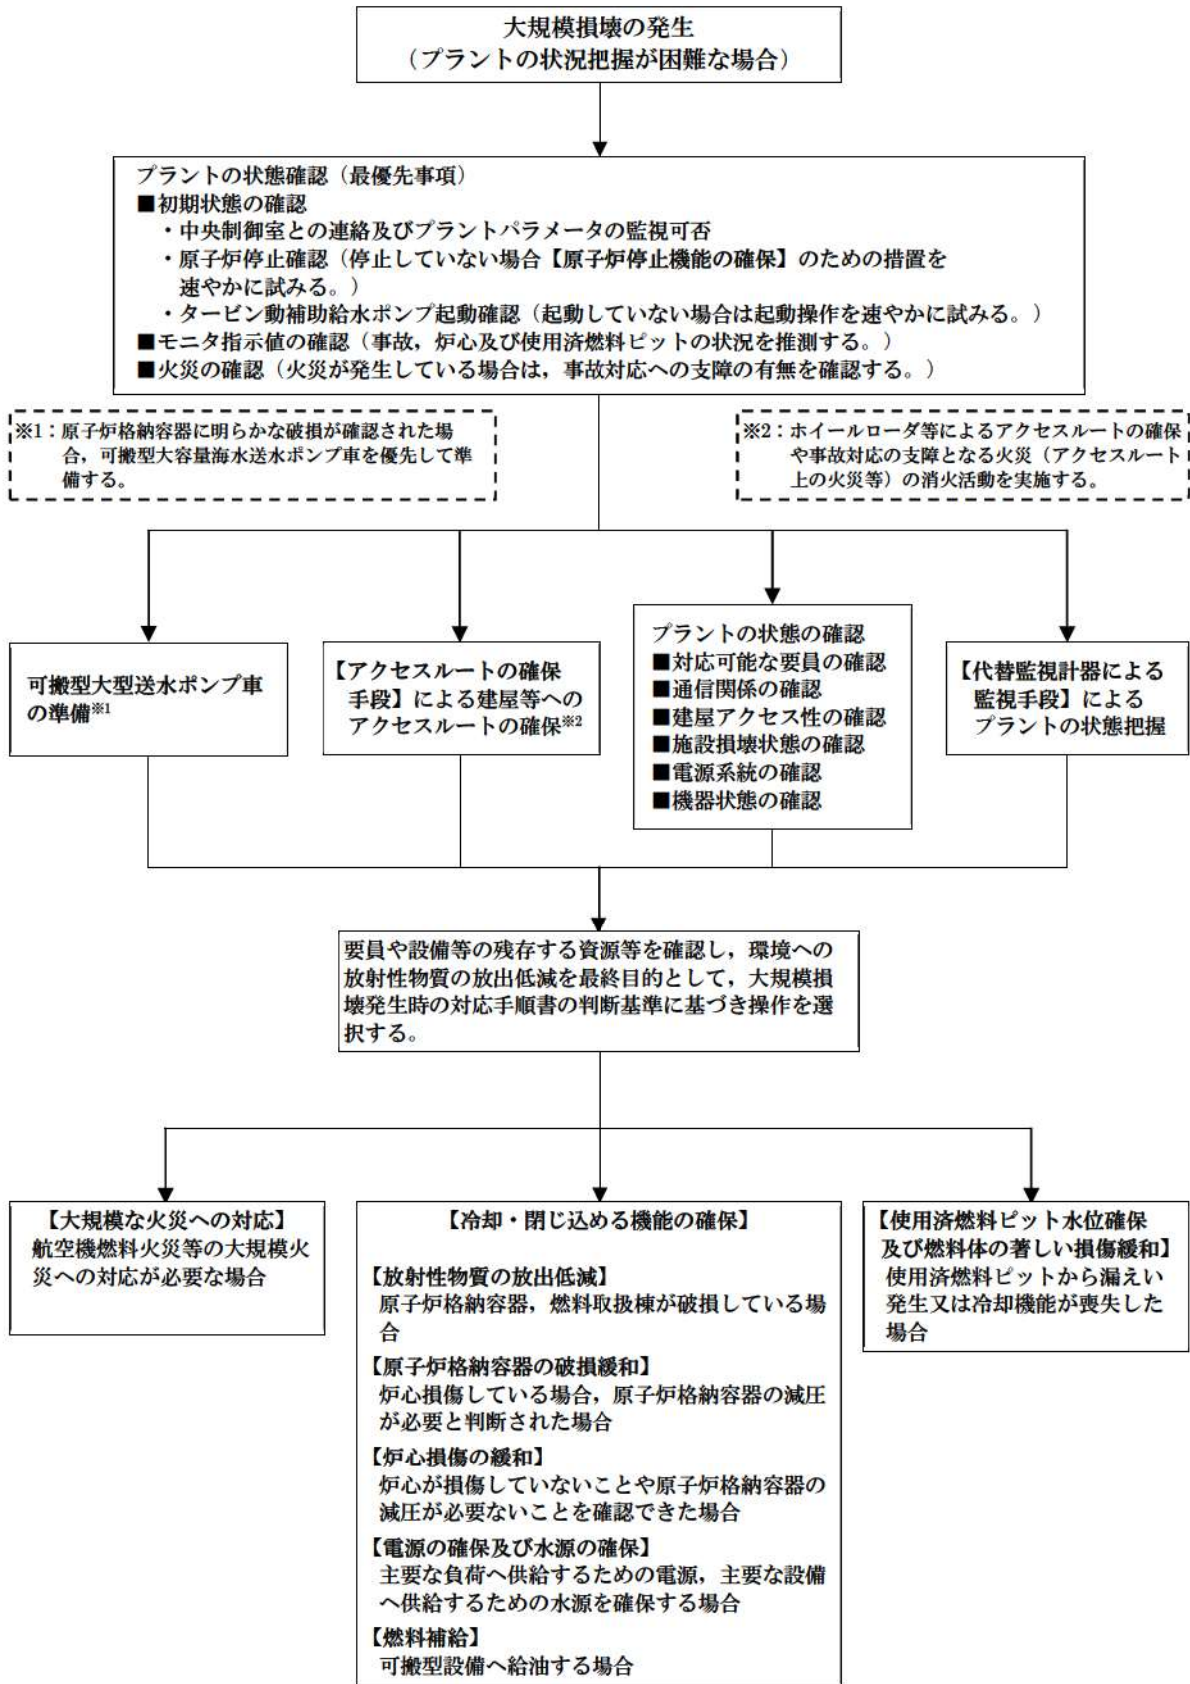 大規模損壊の発生
（プラントの状況把握が困難な場合）
プラントの状態確認（最優先事項）
■初期状態の確認
・中央制御室との連絡及びプラントパラメータの監視可否
・原子炉停止確認（停止していない場合【原子炉停止機能の確保】のための措置を
速やかに試みる。）
・タービン動補助給水ポンプ起動確認（起動していない場合は起動操作を速やかに試みる。）
■モニタ指示値の確認（事故，炉心及び使用済燃料ピットの状況を推測する。）
■火災の確認（火災が発生している場合は，事故対応への支障の有無を確認する。）
※1：原子炉格納容器に明らかな破損が確認された場
合，可搬型大容量海水送水ポンプ車を優先して準
備する。
※2：ホイールローダ等によるアクセスルートの確保
や事故対応の支障となる火災（アクセスルート
上の火災等）の消火活動を実施する。
可搬型大型送水ポンプ車
の準備※1
【アクセスルートの確保
手段】による建屋等への
アクセスルートの確保※2
プラントの状態の確認
■対応可能な要員の確認
■通信関係の確認
■建屋アクセス性の確認
■施設損壊状態の確認
■電源系統の確認
■機器状態の確認
【代替監視計器による
監視手段】による
プラントの状態把握
要員や設備等の残存する資源等を確認し，環境への
放射性物質の放出低減を最終目的として，大規模損
壊発生時の対応手順書の判断基準に基づき操作を選
択する。
【大規模な火災への対応】
航空機燃料火災等の大規模火
災への対応が必要な場合
【冷却・閉じ込める機能の確保】
【放射性物質の放出低減】
原子炉格納容器，燃料取扱棟が破損している場
合
【原子炉格納容器の破損緩和】
炉心損傷している場合，原子炉格納容器の減圧
が必要と判断された場合
【炉心損傷の緩和】
炉心が損傷していないことや原子炉格納容器の
減圧が必要ないことを確認できた場合
【電源の確保及び水源の確保】
主要な負荷へ供給するための電源，主要な設備
へ供給するための水源を確保する場合
【燃料補給】
可搬型設備へ給油する場合
【使用済燃料ピット水位確保
及び燃料体の著しい損傷緩和】
使用済燃料ピットから漏えい
発生又は冷却機能が喪失した
場合